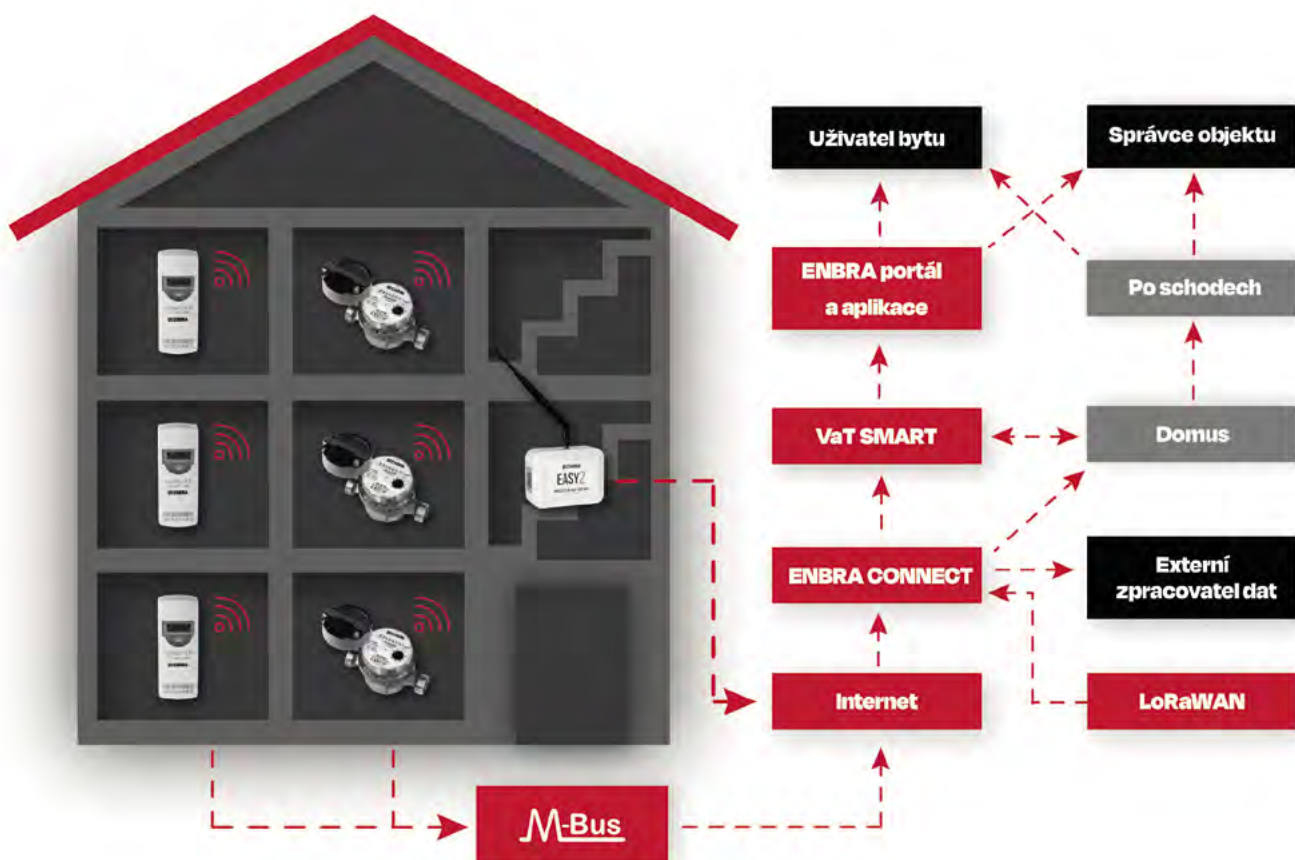 Uživatel bytu
Správce objektu
ENBRA portál
a aplikace
Po schodech
VaT SMART
Domus
EASY2
ENBRA CONNECT
Externí
zpracovatel dat
Internet
LoRaWAN
M-Bus